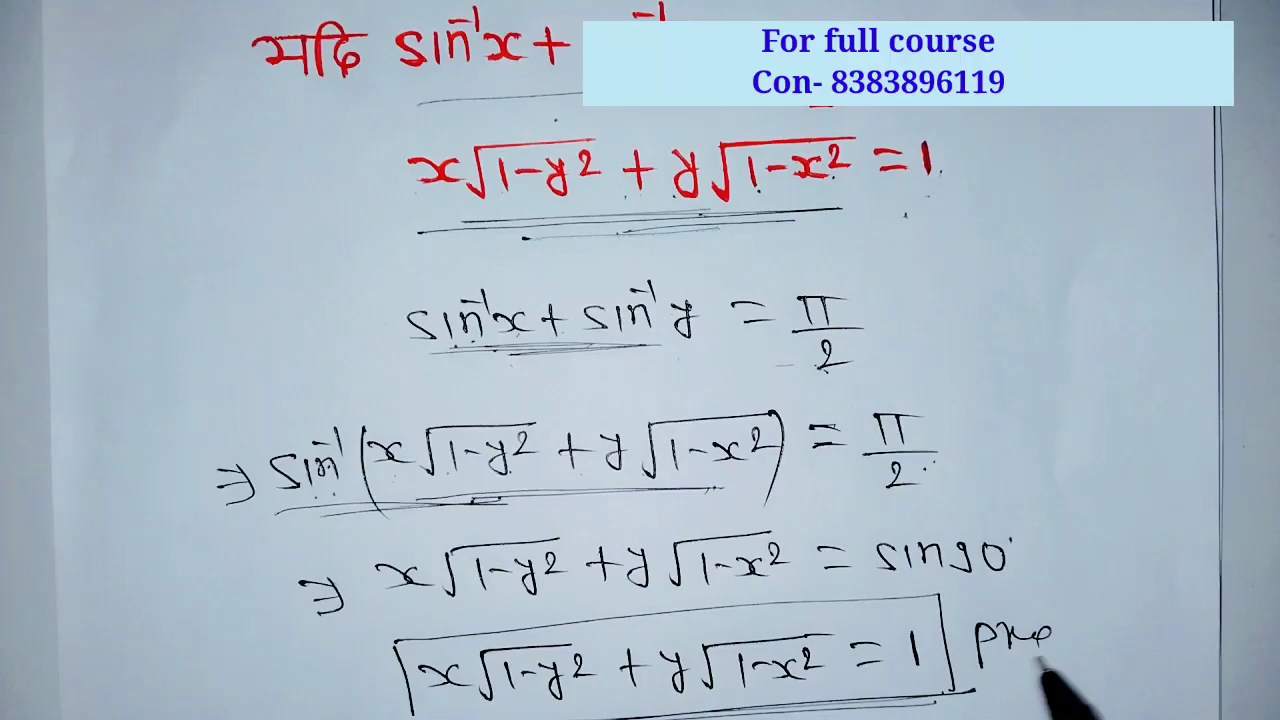 यदि sin⁻¹x + ⁻¹
For full course
Con- 8383896119
x√1-y² + y√1-x² = 1
sin⁻¹x + sin⁻¹y = π/2
⇒ sin⁻¹(x√1-y² + y√1-x²) = π/2
⇒ x√1-y² + y√1-x² = sin90°
x√1-y² + y√1-x² = 1